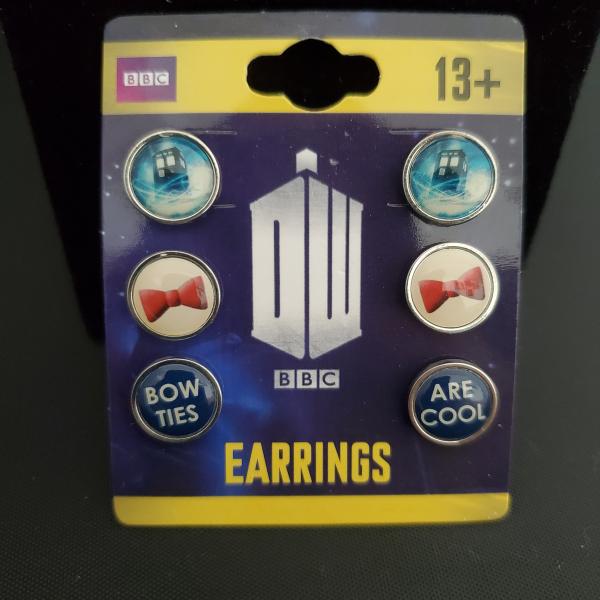 BBC
13+
DW
BBC
BOW
TIES
ARE
COOL
EARRINGS